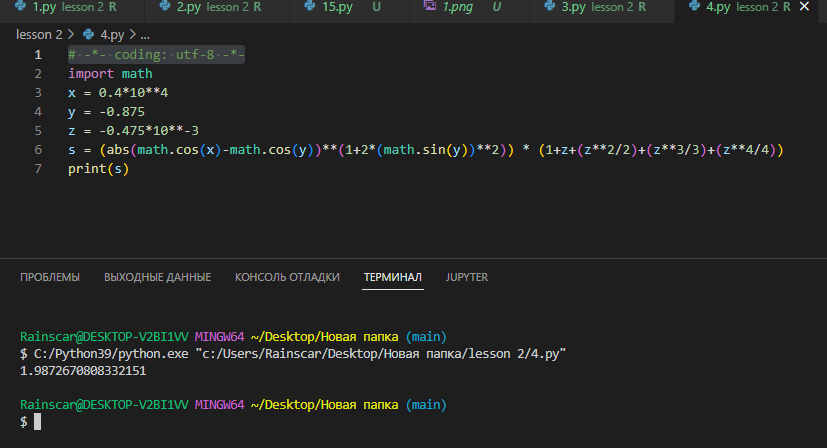 1.py lesson 2 R 2.py lesson 2 R 15.py U 1.png U 3.py lesson 2 R 4.py lesson 2 R ×
lesson 2 > 4.py > ...
1 # -*- coding: utf-8 -*-
2 import math
3 x = 0.4*10**4
4 y = -0.875
5 z = -0.475*10**-3
6 s = (abs(math.cos(x)-math.cos(y))**(1+2*(math.sin(y))**2)) * (1+z+(z**2/2)+(z**3/3)+(z**4/4))
7 print(s)
ПРОБЛЕМЫ ВЫХОДНЫЕ ДАННЫЕ КОНСОЛЬ ОТЛАДКИ ТЕРМИНАЛ JUPYTER
Rainscar@DESKTOP-V2BI1VV MINGW64 ~/Desktop/Новая папка (main)
$ C:/Python39/python.exe "c:/Users/Rainscar/Desktop/Новая папка/lesson 2/4.py"
1.9872670808332151
Rainscar@DESKTOP-V2BI1VV MINGW64 ~/Desktop/Новая папка (main)
$